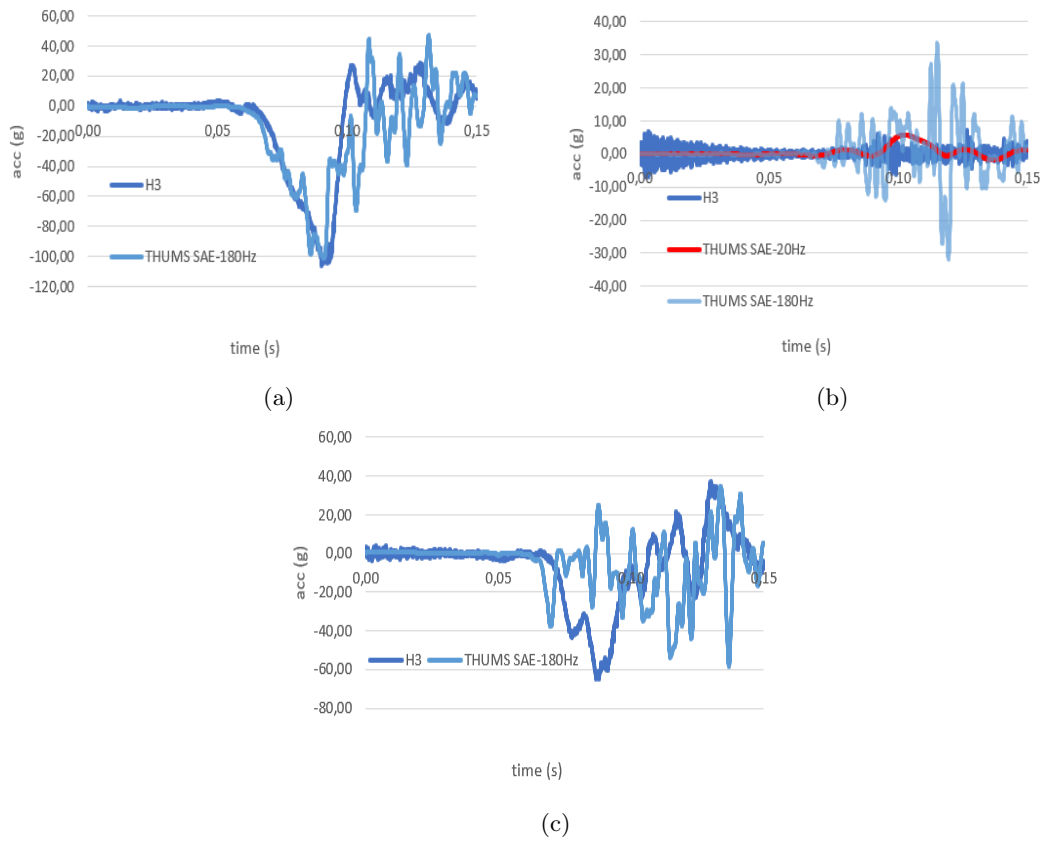 60,00
40,00
20,00
0,00
-20,00
-40,00
-60,00
-80,00
-100,00
-120,00
acc (g)
0,00
0,05
0,10
0,15
H3
THUMS SAE-180Hz
time (s)
(a)
40,00
30,00
20,00
10,00
0,00
-10,00
-20,00
-30,00
-40,00
acc (g)
0,00
0,05
0,10
0,15
H3
THUMS SAE-20Hz
THUMS SAE-180Hz
time (s)
(b)
60,00
40,00
20,00
0,00
-20,00
-40,00
-60,00
-80,00
acc (g)
0,00
0,05
0,10
0,15
H3 THUMS SAE-180Hz
time (s)
(c)